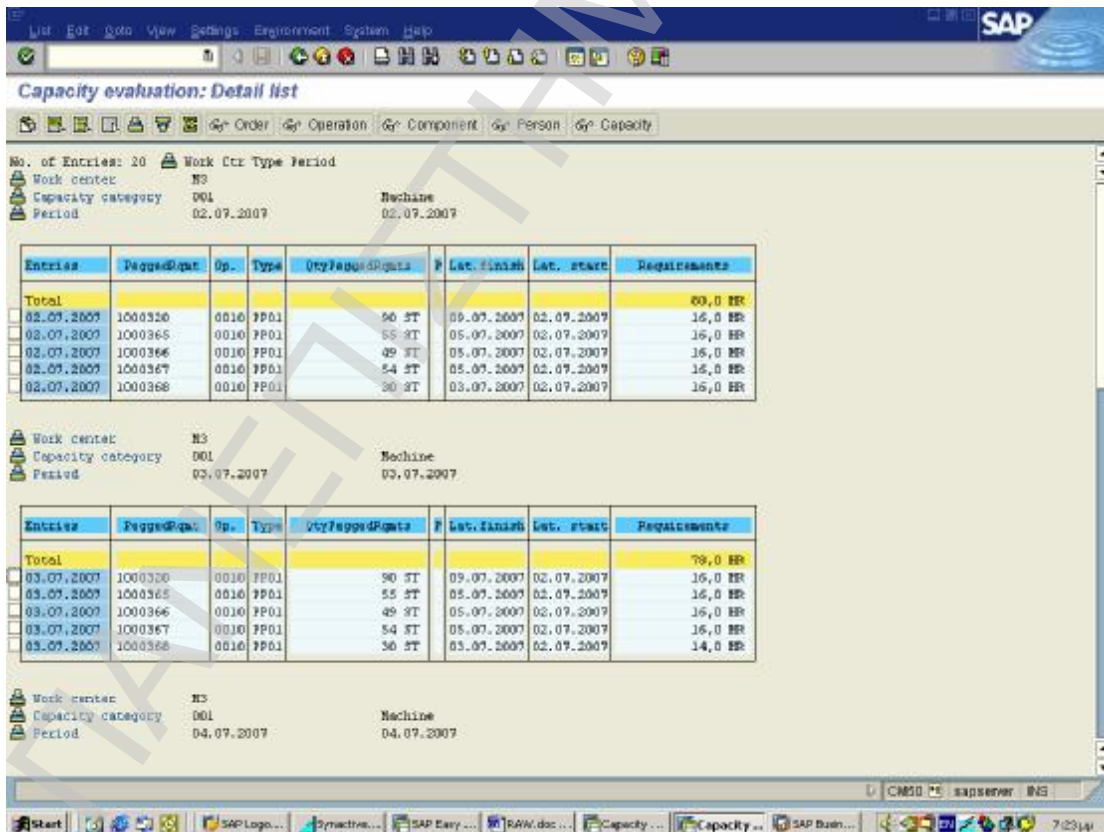 List Edit Goto View Settings Environment System Help
SAP
Capacity evaluation: Detail list
Order Operation Component Person Capacity
No. of Entries: 20 Work Ctr Type Period
Work center M3
Capacity category 001 Machine
Period 02.07.2007 02.07.2007
Entries PeggedRqmt Op. Type QtyPeggedRqmts P Lat.finish Lat. start Requirements
Total 80,0 HR
02.07.2007 1000320 0010 PP01 90 ST 09.07.2007 02.07.2007 16,0 HR
02.07.2007 1000365 0010 PP01 55 ST 05.07.2007 02.07.2007 16,0 HR
02.07.2007 1000366 0010 PP01 49 ST 05.07.2007 02.07.2007 16,0 HR
02.07.2007 1000367 0010 PP01 54 ST 05.07.2007 02.07.2007 16,0 HR
02.07.2007 1000368 0010 PP01 30 ST 03.07.2007 02.07.2007 16,0 HR
Work center M3
Capacity category 001 Machine
Period 03.07.2007 03.07.2007
Entries PeggedRqmt Op. Type QtyPeggedRqmts P Lat.finish Lat. start Requirements
Total 78,0 HR
03.07.2007 1000320 0010 PP01 90 ST 09.07.2007 02.07.2007 16,0 HR
03.07.2007 1000365 0010 PP01 55 ST 05.07.2007 02.07.2007 16,0 HR
03.07.2007 1000366 0010 PP01 49 ST 05.07.2007 02.07.2007 16,0 HR
03.07.2007 1000367 0010 PP01 54 ST 05.07.2007 02.07.2007 16,0 HR
03.07.2007 1000368 0010 PP01 30 ST 03.07.2007 02.07.2007 14,0 HR
Work center M3
Capacity category 001 Machine
Period 04.07.2007 04.07.2007
CM50 sapserver INS
Start SAP Logo... Synactive... SAP Easy ... RAW.doc ... Capacity ... Capacity ... SAP Busin... EN 7:23μμ
ΠΑΝΕΠΙΣΤΗΜ